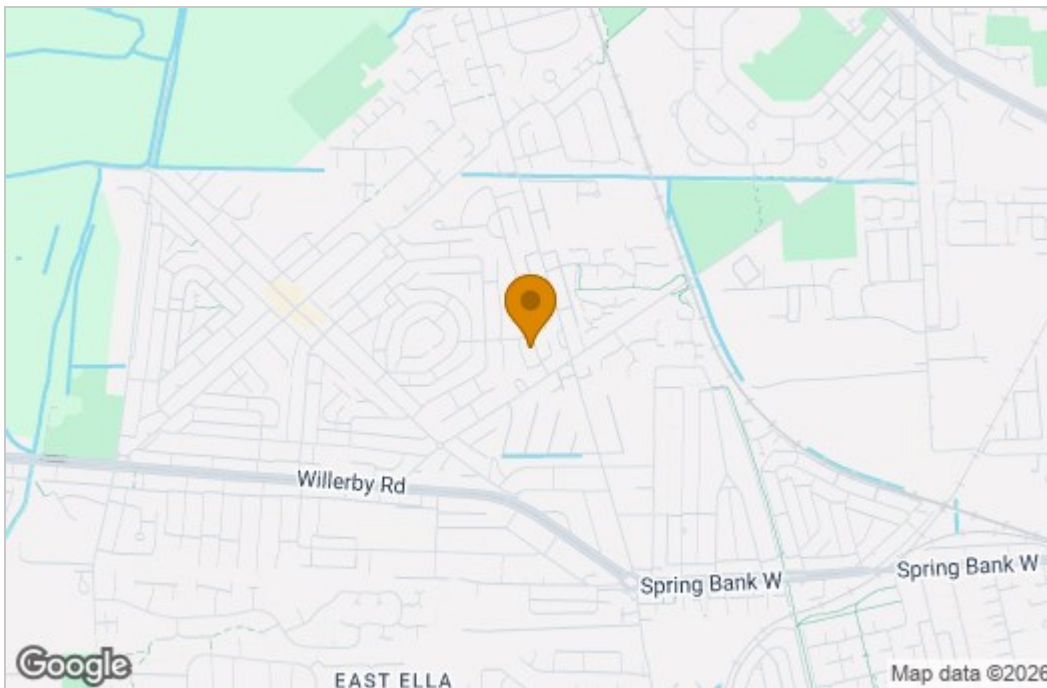 Willerby Rd
Spring Bank W
Spring Bank W
EAST ELLA
Google
Map data ©2026